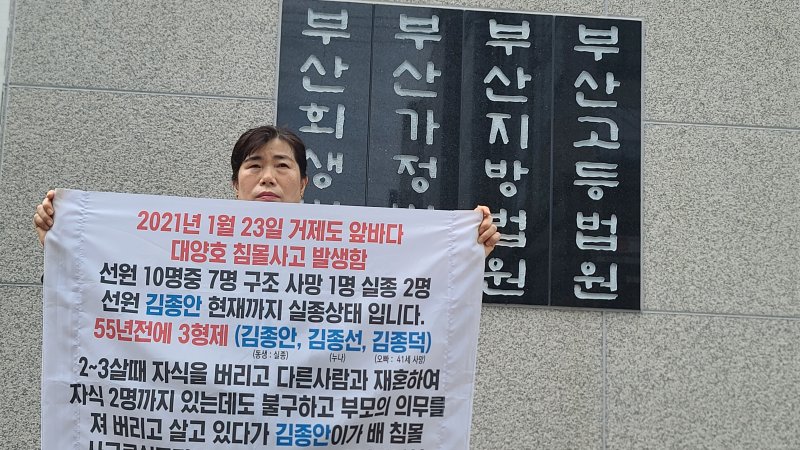 부산고등법원
부산지방법원
부산가정
부산회생
2021년 1월 23일 거제도 앞바다
대양호 침몰사고 발생함
선원 10명중 7명 구조 사망 1명 실종 2명
선원 김종안 현재까지 실종상태 입니다.
55년전에 3형제 (김종안, 김종선, 김종덕)
(동생 : 실종) (누나) (오빠 : 41세 사망)
2~3살때 자식을 버리고 다른사람과 재혼하여
자식 2명까지 있는데도 불구하고 부모의 의무를
져 버리고 살고 있다가 김종안이가 배 침몰